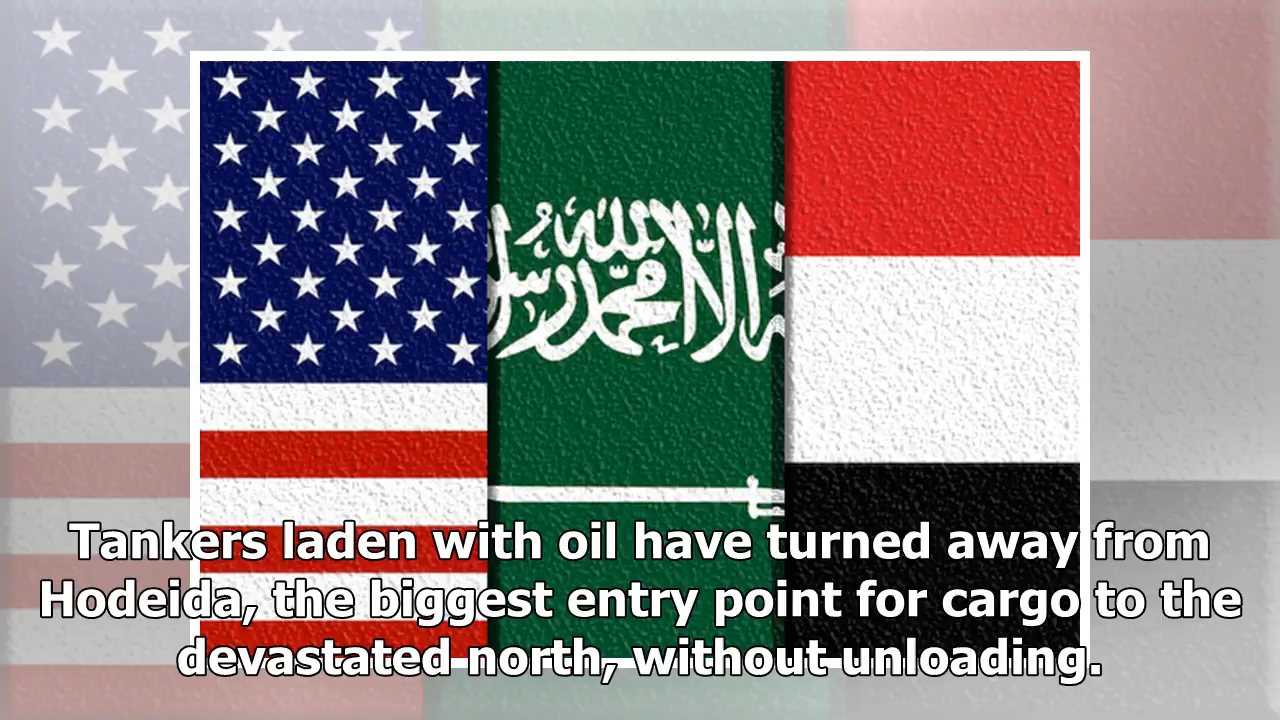 الا الله
محمد رسول
Tankers laden with oil have turned away from
Hodeida, the biggest entry point for cargo to the
devastated north, without unloading.